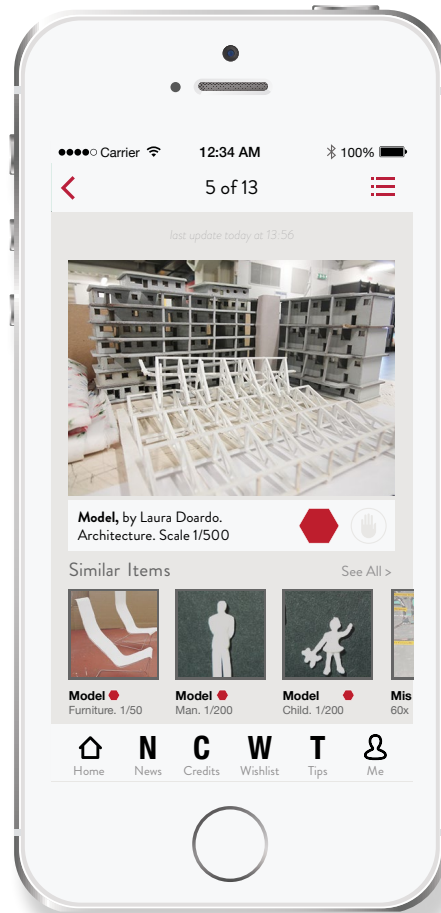 Carrier 12:34 AM 100%
5 of 13
last update today at 13:56
Model, by Laura Doardo.
Architecture. Scale 1/500
Similar Items See All >
Model Model Model Mis
Furniture. 1/50 Man. 1/200 Child. 1/200 60x
N C W T
Home News Credits Wishlist Tips Me